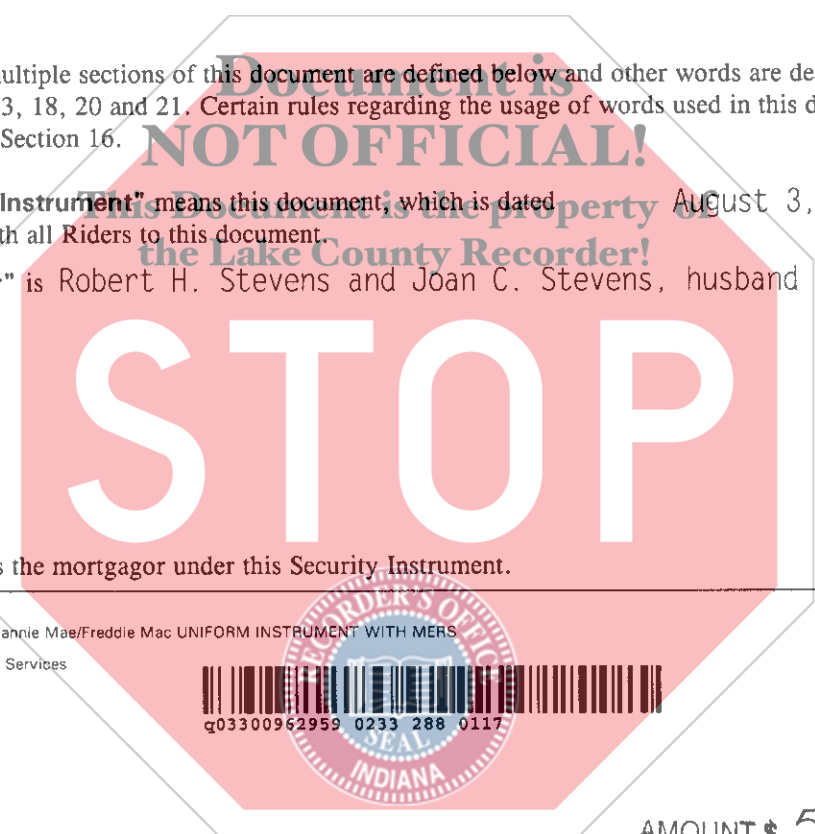 Document is
ultiple sections of this document are defined below and other words are de
3, 18, 20 and 21. Certain rules regarding the usage of words used in this d
Section 16.
NOT OFFICIAL!
Instrument" means this document, which is dated August 3,
This Document is the property of
th all Riders to this document.
the Lake County Recorder!
" is Robert H. Stevens and Joan C. Stevens, husband
STOP
s the mortgagor under this Security Instrument.
annie Mae/Freddie Mac UNIFORM INSTRUMENT WITH MERS
Services
RECORDER'S OFFICE
q03300962959 0233 288 0117
SEAL
INDIANA
AMOUNT $ 5